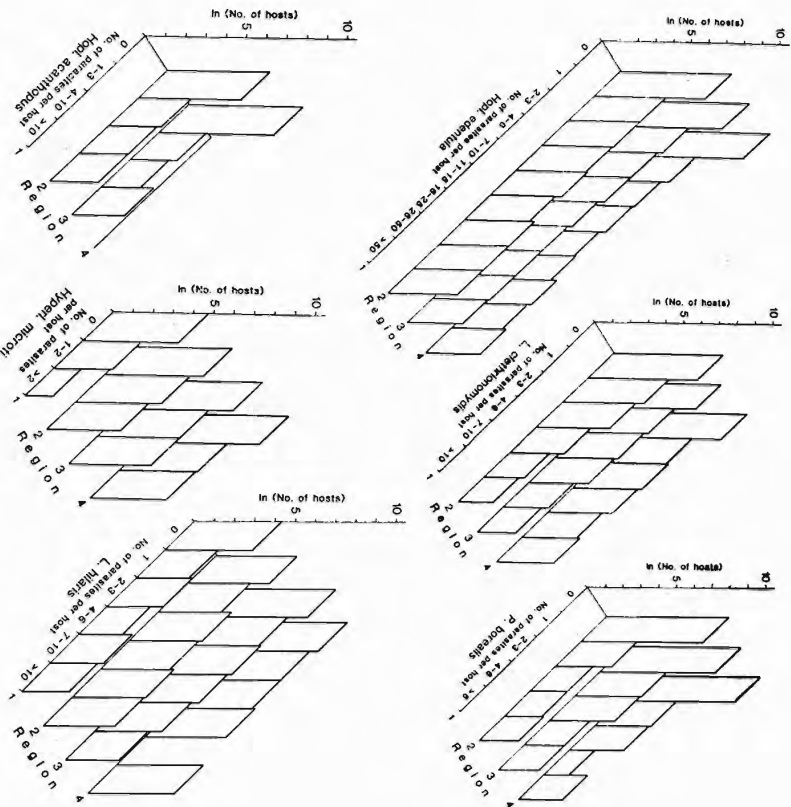 ln (No. of hosts)
5
10
0
1-3
4-10
>10
No. of parasites
per host
Hopl. acanthopus
1
2
3
4
Region
ln (No. of hosts)
5
10
0
1
2-3
4-6
7-10
11-15
16-25
26-50
>50
No. of parasites per host
Hopl. edentula
1
2
3
4
Region
ln (No. of hosts)
5
10
0
1-2
>2
No. of parasites
per host
Hyperl. microti
1
2
3
4
Region
ln (No. of hosts)
5
10
0
1
2-3
4-6
7-10
>10
No. of parasites per host
L. clethrionomydis
1
2
3
4
Region
ln (No. of hosts)
5
10
0
1
2-3
4-6
7-10
>10
No. of parasites per host
L. hilaris
1
2
3
4
Region
ln (No. of hosts)
5
10
0
1
2-3
4-6
>6
No. of parasites per host
P. borealis
1
2
3
4
Region